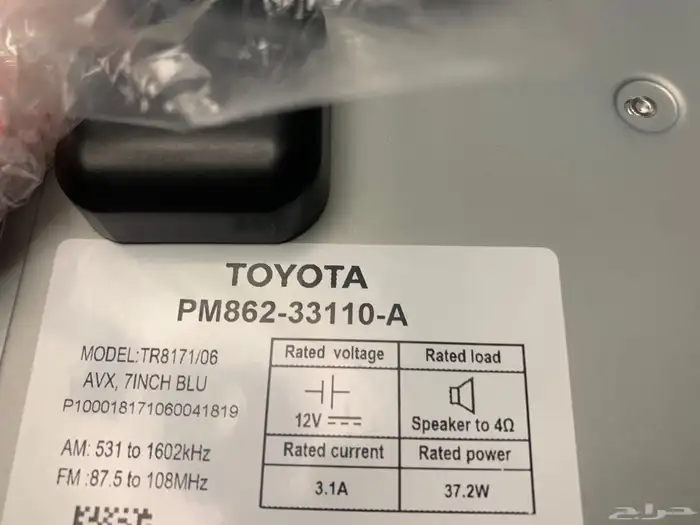 TOYOTA
PM862-33110-A
MODEL:TR8171/06
AVX, 7INCH BLU
P100018171060041819
AM: 531 to 1602kHz
FM :87.5 to 108MHz
Rated voltage
Rated load
12V
Speaker to 4Ω
Rated current
Rated power
3.1A
37.2W
حراج